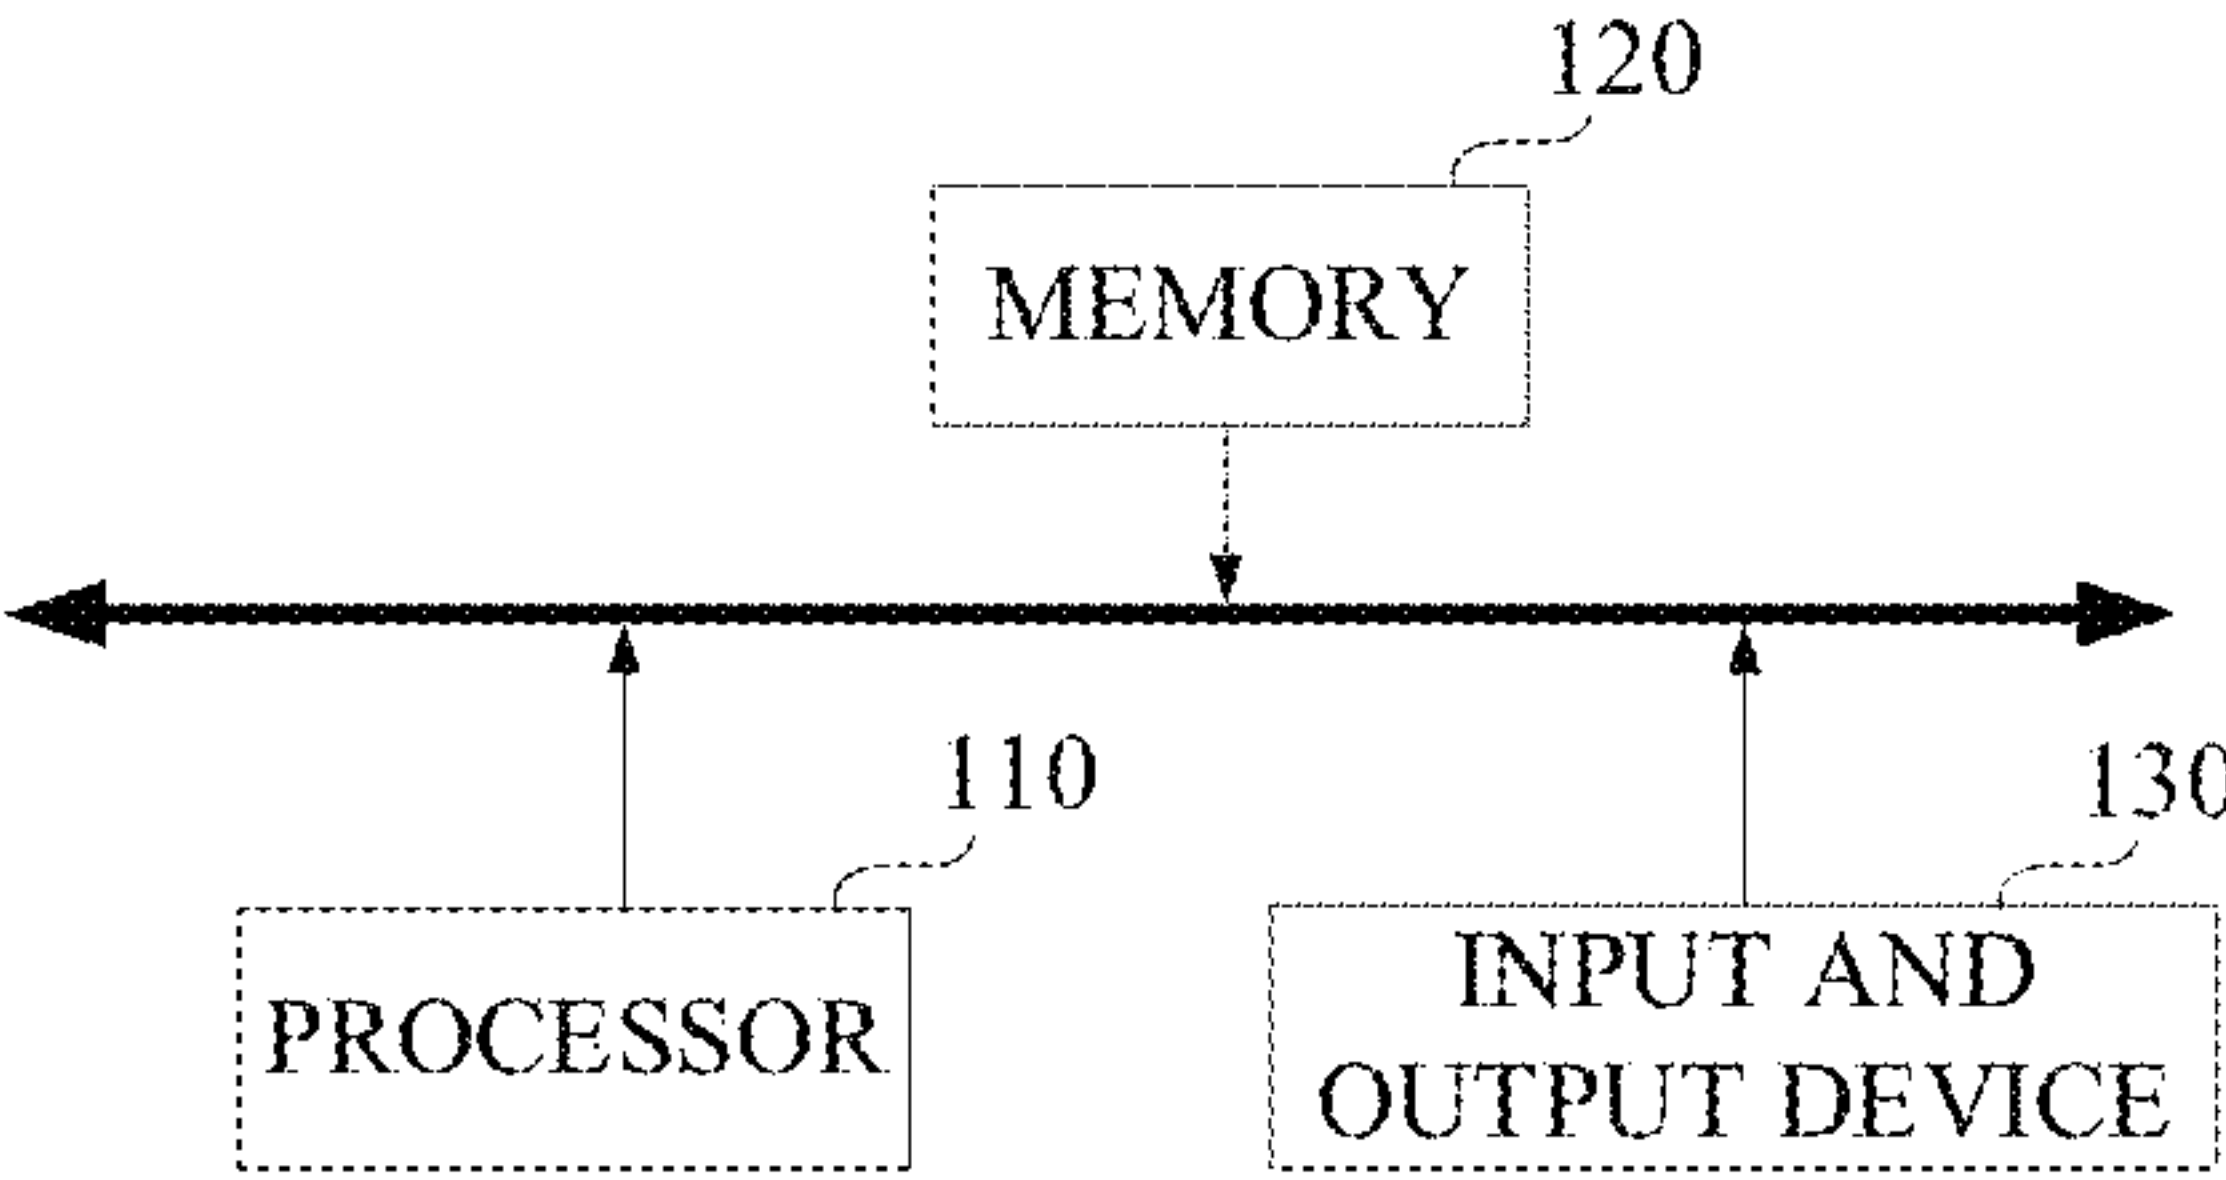 120
MEMORY
110
130
PROCESSOR
INPUT AND
OUTPUT DEVICE